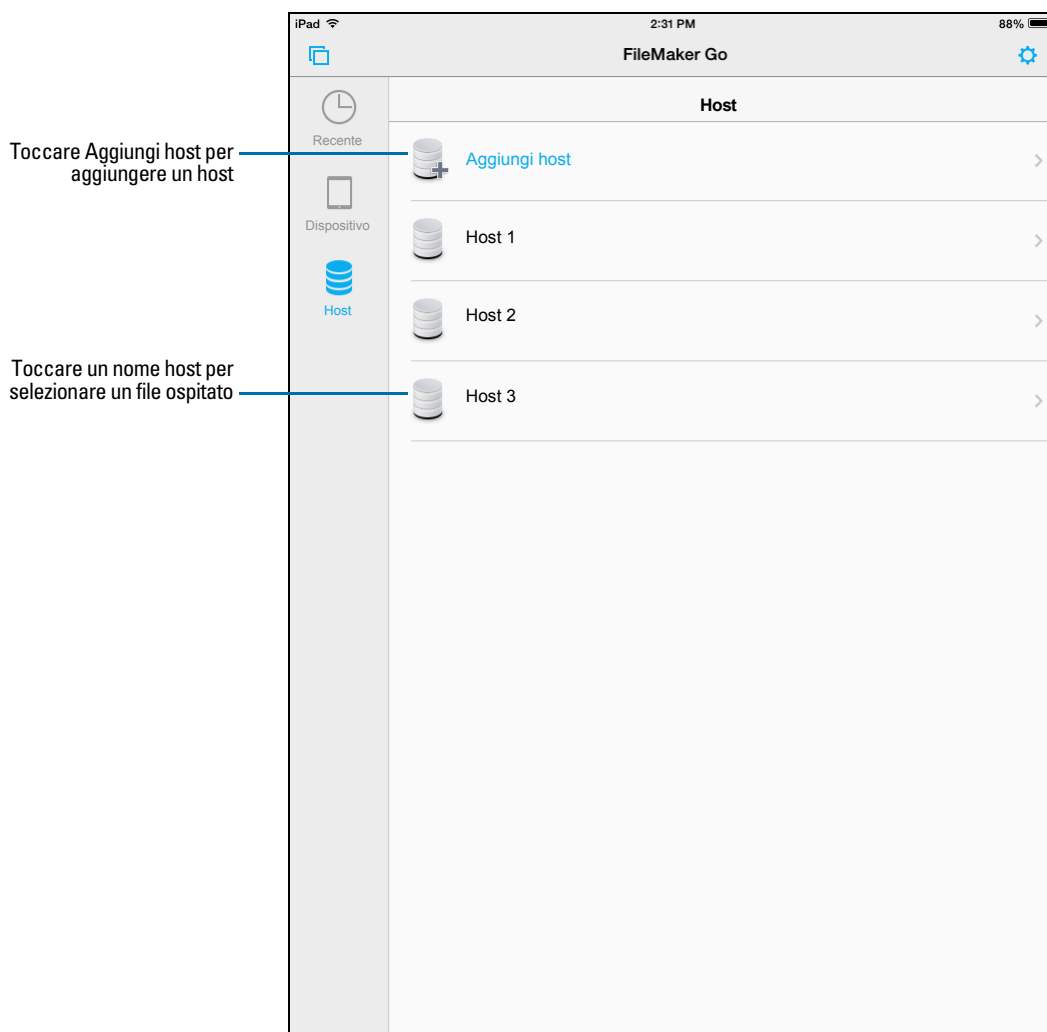 iPad
2:31 PM
88%
FileMaker Go
Recente
Dispositivo
Host
Host
Aggiungi host
Host 1
Host 2
Host 3
Toccare Aggiungi host per
aggiungere un host
Toccare un nome host per
selezionare un file ospitato